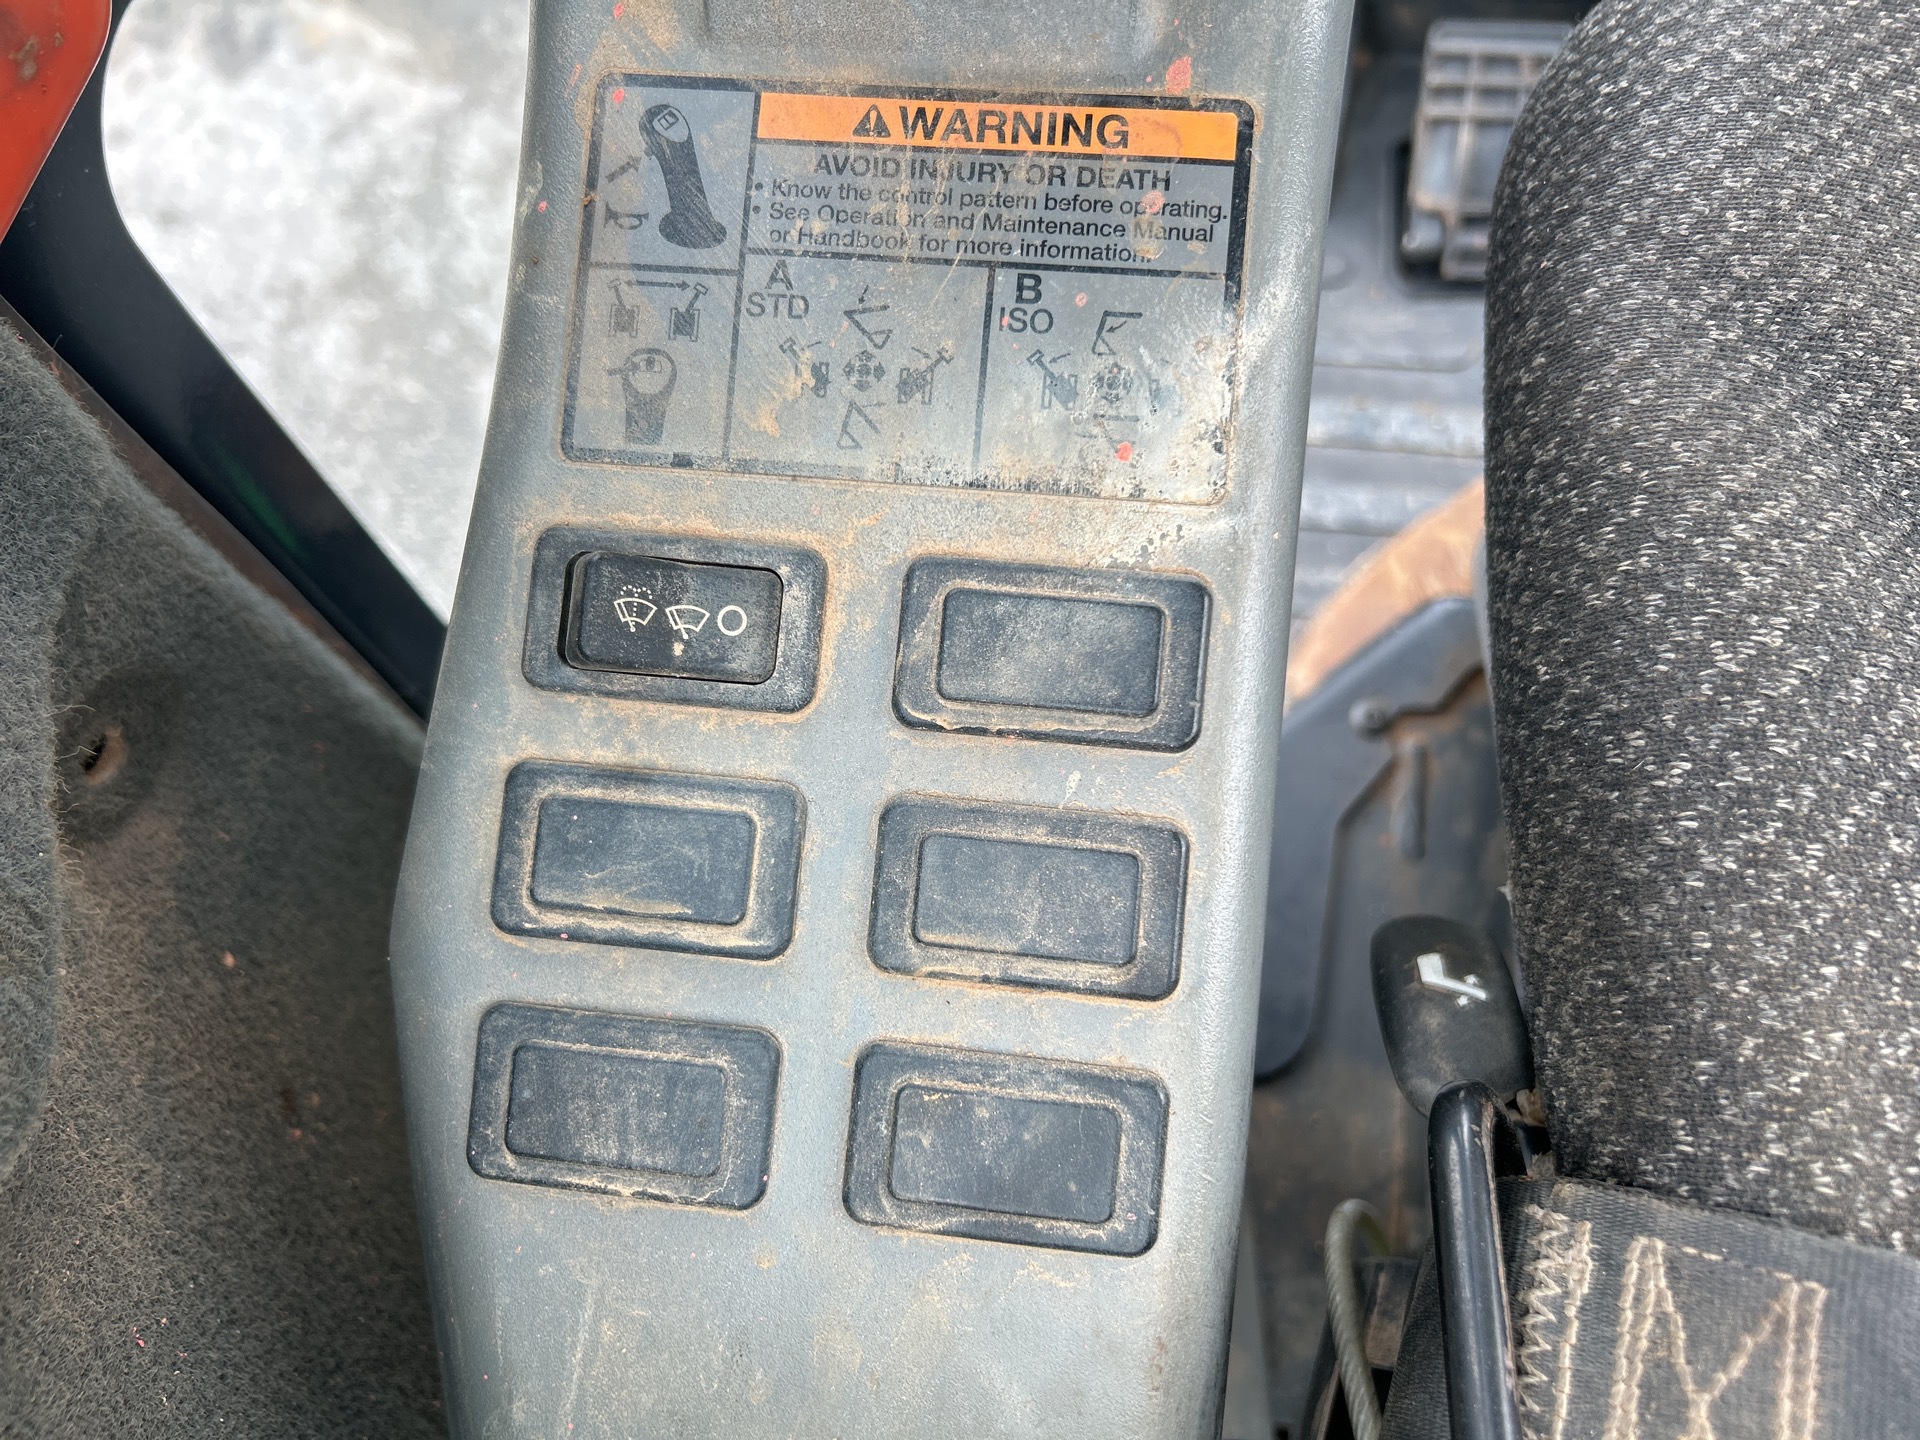 WARNING
AVOID INJURY OR DEATH
• Know the control pattern before operating.
• See Operation and Maintenance Manual
or Handbook for more information.
A
STD
B
ISO